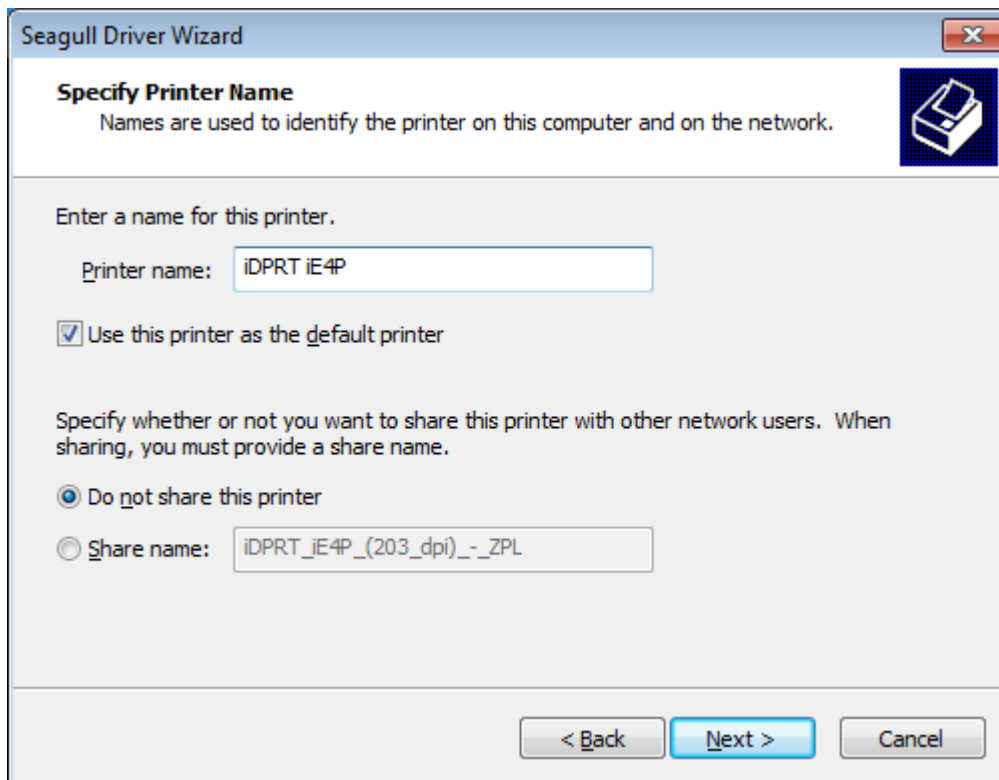 Seagull Driver Wizard
Specify Printer Name
Names are used to identify the printer on this computer and on the network.
Enter a name for this printer.
Printer name: iDPRT iE4P
Use this printer as the default printer
Specify whether or not you want to share this printer with other network users.  When
sharing, you must provide a share name.
Do not share this printer
Share name: iDPRT_iE4P_(203_dpi)_-_ZPL
< Back Next > Cancel